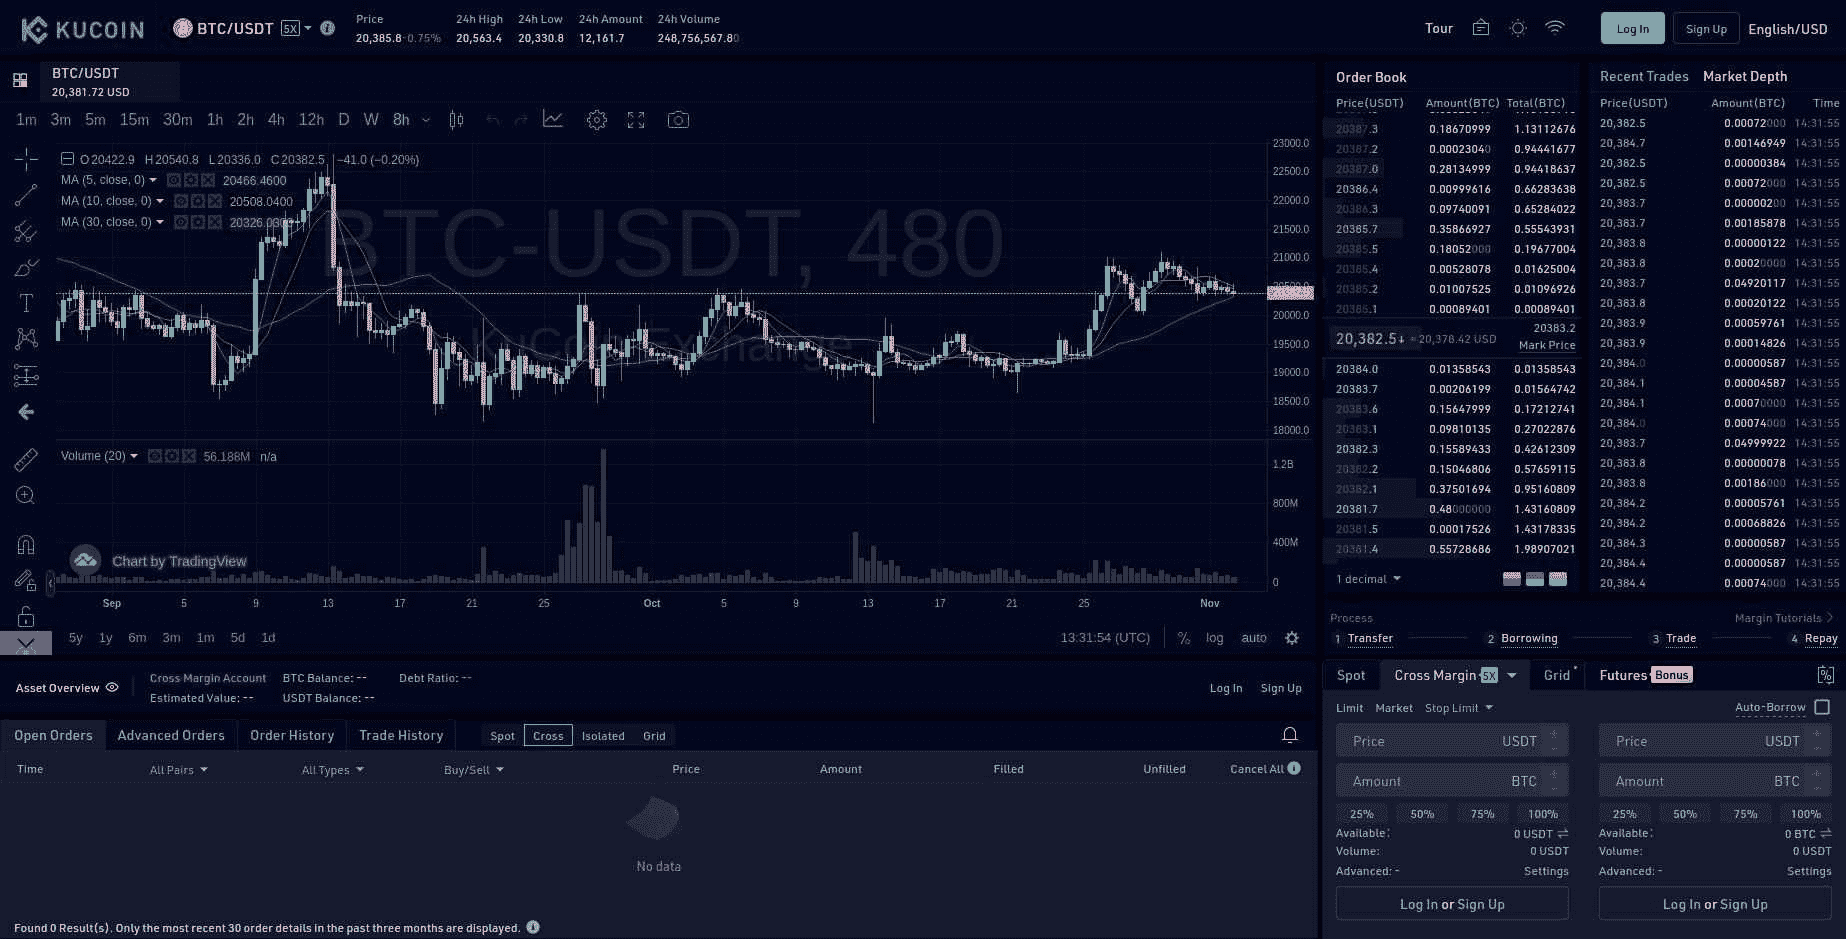 KUCOIN
BTC/USDT 5X
Price
20,385.8 -0.75%
24h High
20,563.4
24h Low
20,330.8
24h Amount
12,161.7
24h Volume
248,756,567.80
Tour
Log In
Sign Up
English/USD
BTC/USDT
20,381.72 USD
1m 3m 5m 15m 30m 1h 2h 4h 12h D W 8h
O20422.9 H20540.8 L20336.0 C20382.5 −41.0 (−0.20%)
MA (5, close, 0) 20466.4600
MA (10, close, 0) 20508.0400
MA (30, close, 0)
BTC-USDT, 480
KuCoin Exchange
23000.0
22500.0
22000.0
21500.0
21000.0
20000.0
19500.0
19000.0
18500.0
18000.0
Volume (20) 56.188M n/a
1.2B
800M
400M
0
Chart by TradingView
Sep 5 9 13 17 21 25 Oct 5 9 13 17 21 25 Nov
5y 1y 6m 3m 1m 5d 1d
13:31:54 (UTC) % log auto
Order Book
Price(USDT) Amount(BTC) Total(BTC)
20387.3 0.18670999 1.13112676
20387.2 0.00023040 0.94441677
20387.0 0.28134999 0.94418637
20386.4 0.09999616 0.66283638
20386.3 0.09740091 0.65284022
20385.7 0.35866927 0.55543931
20385.5 0.18052000 0.19677004
20385.4 0.00528078 0.01625004
20385.2 0.01007525 0.01096926
20385.1 0.00089401 0.00089401
20,382.5↓ ≈20,378.42 USD
20383.2
Mark Price
20384.0 0.01358543 0.01358543
20383.7 0.00206199 0.01564742
20383.6 0.15647999 0.17212741
20383.1 0.09810135 0.27022876
20382.3 0.15589433 0.42612309
20382.2 0.15046806 0.57659115
20382.1 0.37501694 0.95160809
20381.7 0.48000000 1.43160809
20381.5 0.00017526 1.43178335
20381.4 0.55728686 1.98907021
1 decimal
Recent Trades Market Depth
Price(USDT) Amount(BTC) Time
20,382.5 0.00072000 14:31:55
20,384.7 0.00146949 14:31:55
20,382.5 0.00000384 14:31:55
20,382.5 0.00072000 14:31:55
20,383.7 0.00000200 14:31:55
20,383.7 0.00185878 14:31:55
20,383.8 0.00000122 14:31:55
20,383.8 0.00020000 14:31:55
20,383.7 0.04920117 14:31:55
20,383.8 0.00020122 14:31:55
20,383.9 0.00059761 14:31:55
20,383.9 0.00014826 14:31:55
20,384.0 0.00000587 14:31:55
20,384.1 0.00004587 14:31:55
20,384.1 0.00070000 14:31:55
20,384.0 0.00074000 14:31:55
20,383.7 0.04999922 14:31:55
20,383.8 0.00000078 14:31:55
20,383.8 0.00186000 14:31:55
20,384.2 0.00005761 14:31:55
20,384.2 0.00068826 14:31:55
20,384.3 0.00000587 14:31:55
20,384.4 0.00000587 14:31:55
20,384.4 0.00074000 14:31:55
Process Margin Tutorials
1 Transfer 2 Borrowing 3 Trade 4 Repay
Asset Overview
Cross Margin Account
Estimated Value: --
BTC Balance: --
USDT Balance: --
Debt Ratio: --
Log In Sign Up
Open Orders Advanced Orders Order History Trade History Spot Cross Isolated Grid
Time All Pairs All Types Buy/Sell Price Amount Filled Unfilled Cancel All
No data
Found 0 Result(s). Only the most recent 30 order details in the past three months are displayed.
Spot Cross Margin 5X Grid Futures Bonus
Limit Market Stop Limit Auto-Borrow
Price USDT
Amount BTC
25% 50% 75% 100%
Available: 0 USDT
Volume: 0 USDT
Advanced: - Settings
Log In or Sign Up
Price USDT
Amount BTC
25% 50% 75% 100%
Available: 0 BTC
Volume: 0 USDT
Advanced: - Settings
Log In or Sign Up